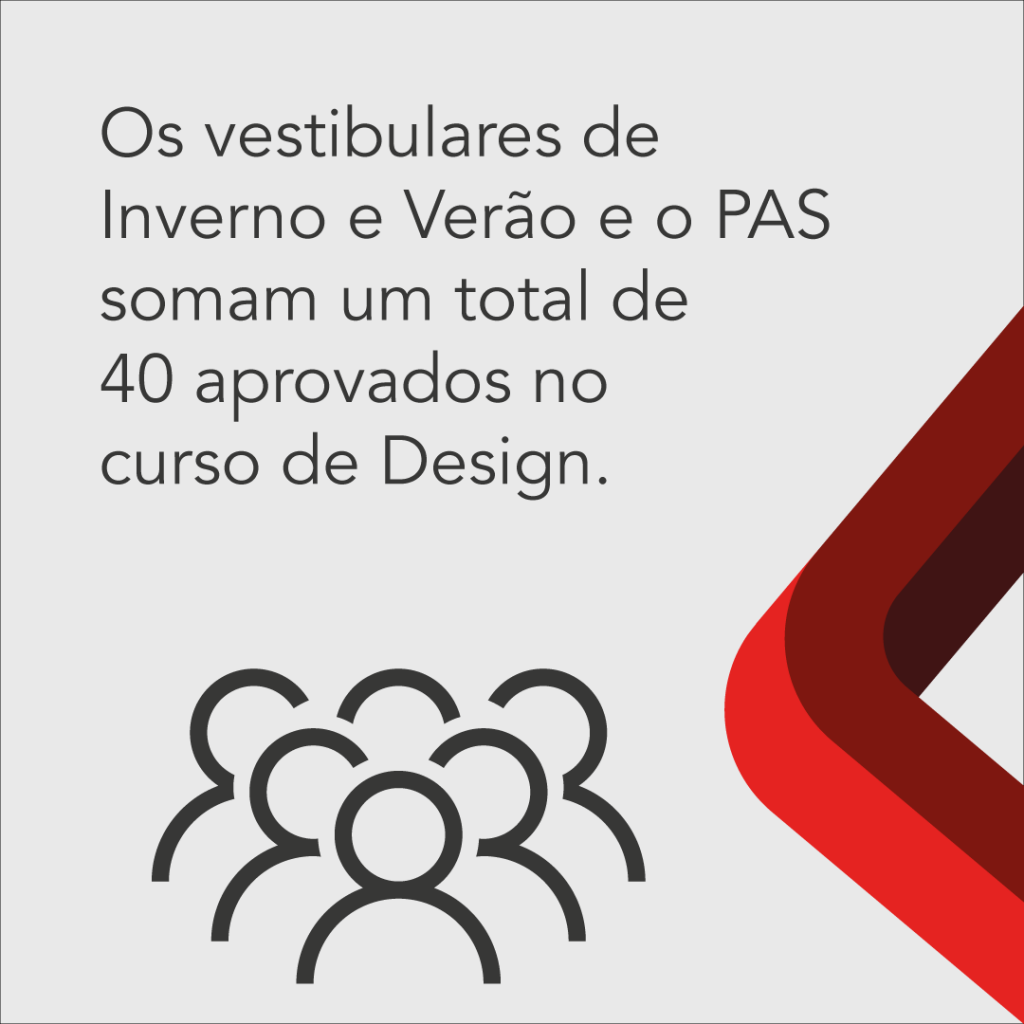 Os vestibulares de
Inverno e Verão e o PAS
somam um total de
40 aprovados no
curso de Design.